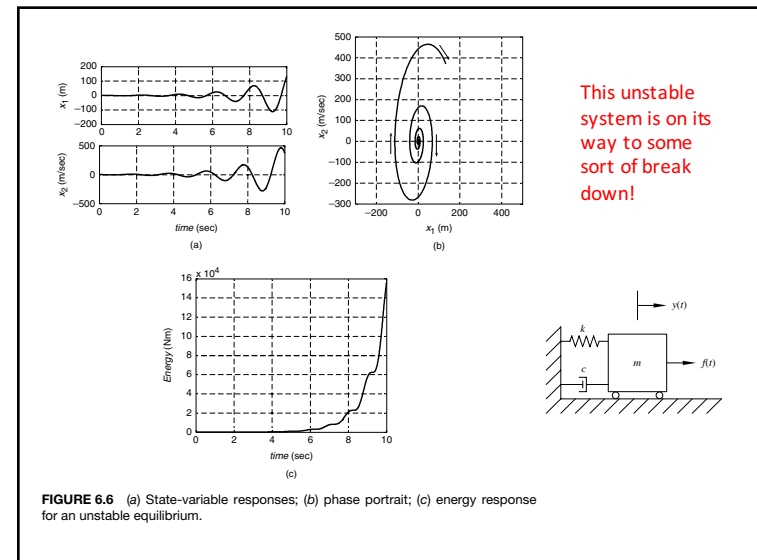 200
100
0
−100
−200
x1 (m)
0 2 4 6 8 10
500
0
−500
x2 (m/sec)
0 2 4 6 8 10
time (sec)
(a)
500
400
300
200
100
0
−100
−200
−300
x2 (m/sec)
−200 0 200 400
x1 (m)
(b)
This unstable
system is on its
way to some
sort of break
down!
x 10^4
16
14
12
10
8
6
4
2
0
Energy (Nm)
0 2 4 6 8 10
time (sec)
(c)
y(t)
k
m
f(t)
c
FIGURE 6.6 (a) State-variable responses; (b) phase portrait; (c) energy response
for an unstable equilibrium.